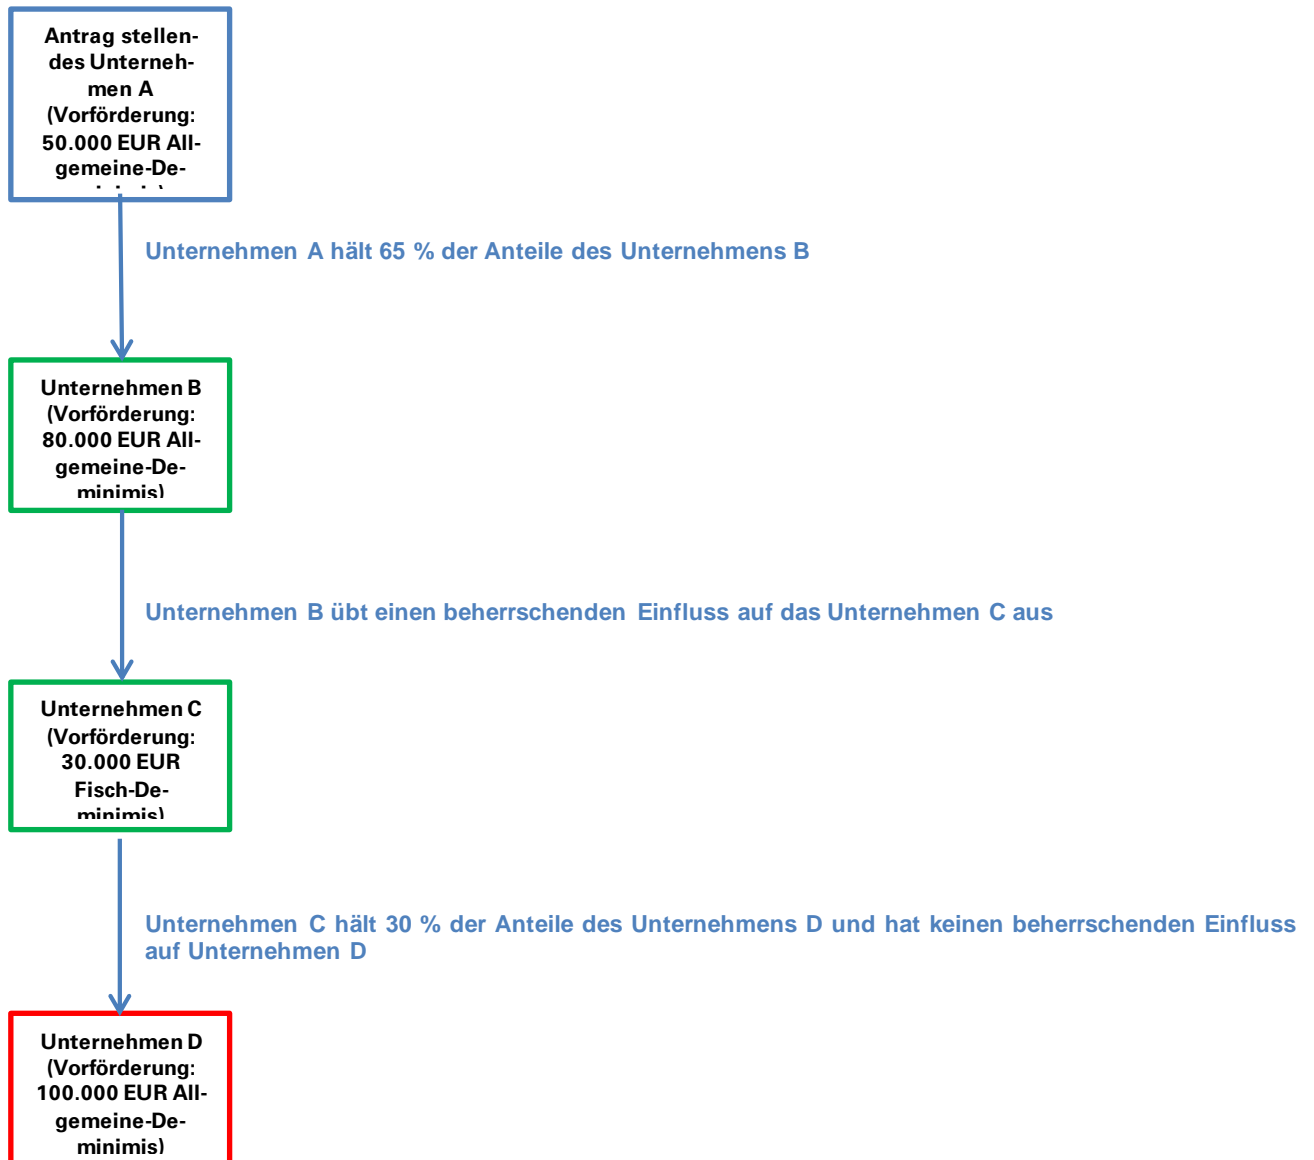 Antrag stellen-
des Unterneh-
men A
(Vorförderung:
50.000 EUR All-
gemeine-De-
Unternehmen A hält 65 % der Anteile des Unternehmens B
Unternehmen B
(Vorförderung:
80.000 EUR All-
gemeine-De-
minimis)
Unternehmen B übt einen beherrschenden Einfluss auf das Unternehmen C aus
Unternehmen C
(Vorförderung:
30.000 EUR
Fisch-De-
minimis)
Unternehmen C hält 30 % der Anteile des Unternehmens D und hat keinen beherrschenden Einfluss
auf Unternehmen D
Unternehmen D
(Vorförderung:
100.000 EUR All-
gemeine-De-
minimis)